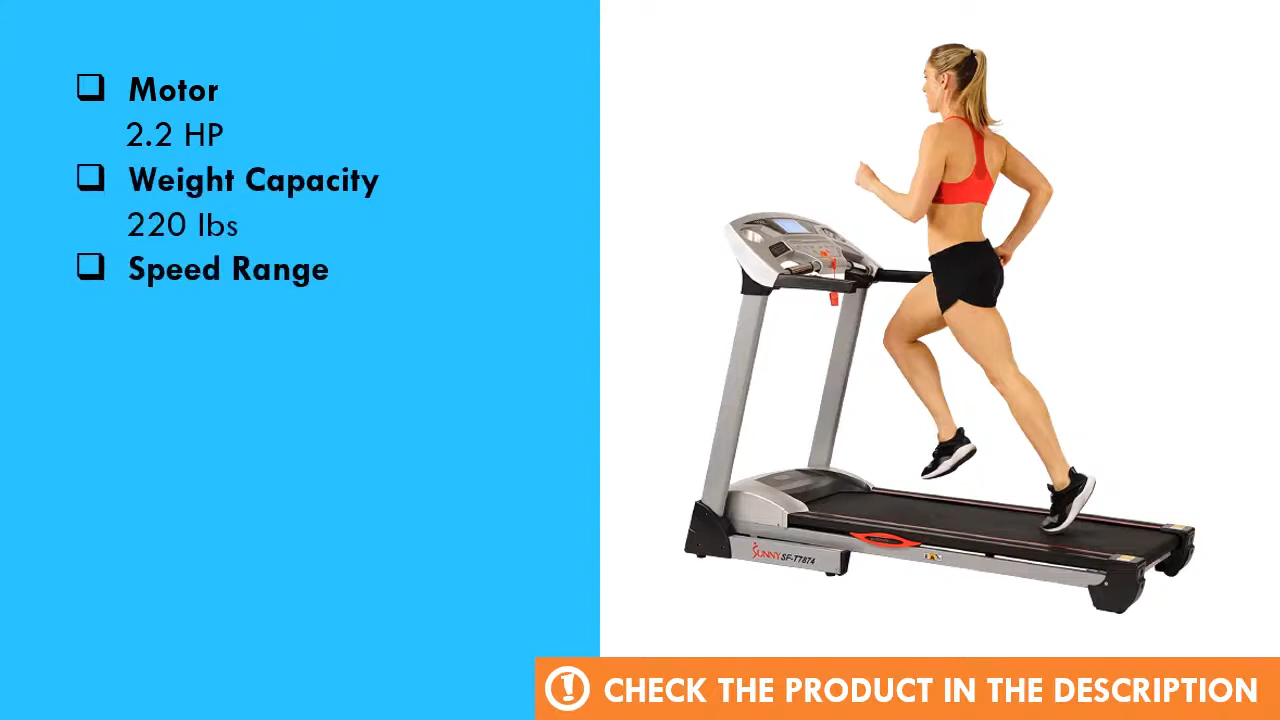 Motor
2.2 HP
Weight Capacity
220 lbs
Speed Range
SUNNY SF-T7874
CHECK THE PRODUCT IN THE DESCRIPTION